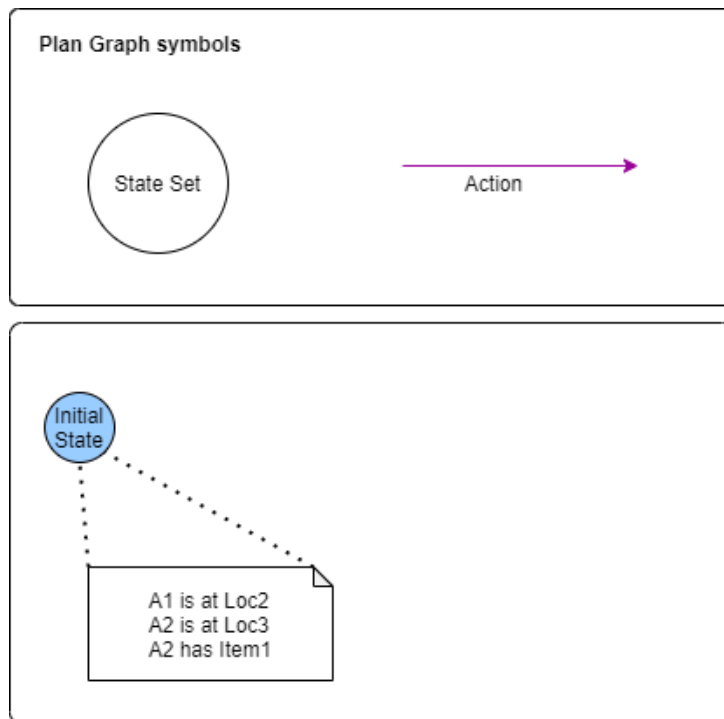 Plan Graph symbols
State Set
Action
Initial
State
A1 is at Loc2
A2 is at Loc3
A2 has Item1